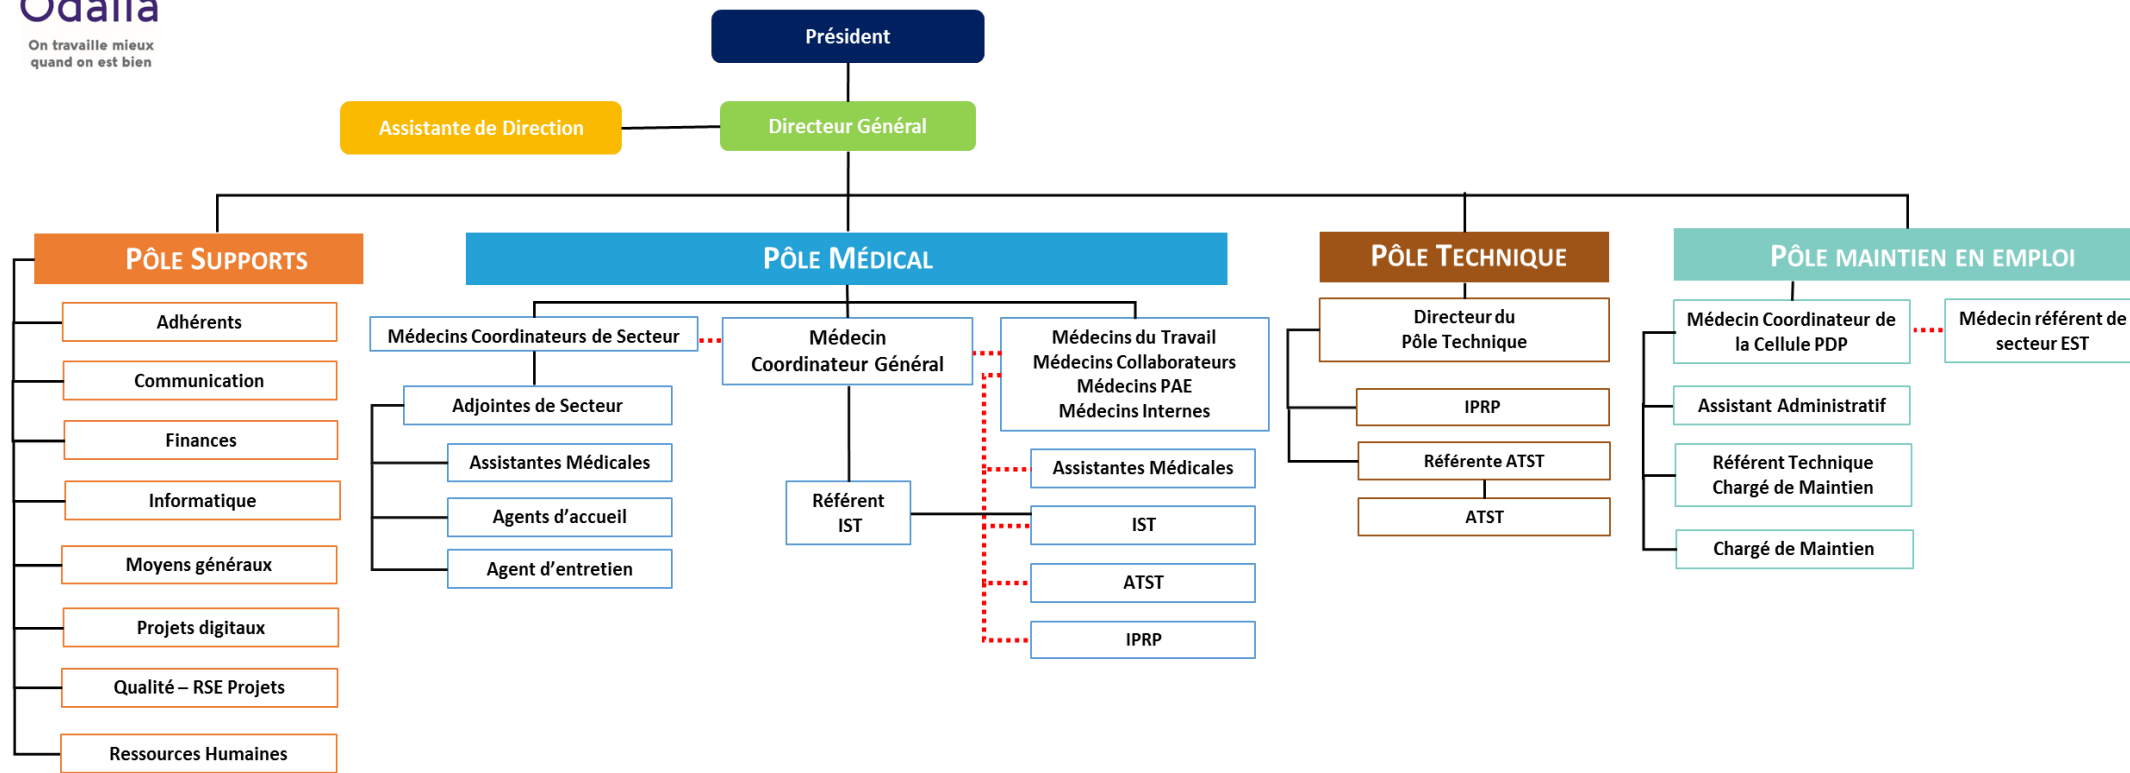 Odalia
On travaille mieux
quand on est bien
Président
Assistante de Direction
Directeur Général
PÔLE SUPPORTS
Adhérents
Communication
Finances
Informatique
Moyens généraux
Projets digitaux
Qualité – RSE Projets
Ressources Humaines
PÔLE MÉDICAL
Médecins Coordinateurs de Secteur
Adjointes de Secteur
Assistantes Médicales
Agents d'accueil
Agent d'entretien
Médecin
Coordinateur Général
Référent
IST
Médecins du Travail
Médecins Collaborateurs
Médecins PAE
Médecins Internes
Assistantes Médicales
IST
ATST
IPRP
PÔLE TECHNIQUE
Directeur du
Pôle Technique
IPRP
Référente ATST
ATST
PÔLE MAINTIEN EN EMPLOI
Médecin Coordinateur de
la Cellule PDP
Médecin référent de
secteur EST
Assistant Administratif
Référent Technique
Chargé de Maintien
Chargé de Maintien